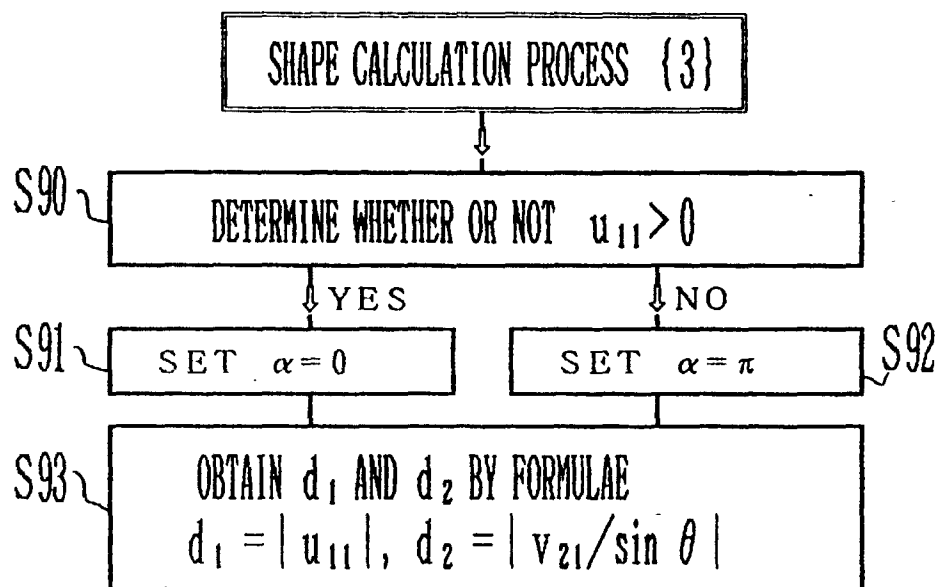 SHAPE CALCULATION PROCESS {3}
S90
DETERMINE WHETHER OR NOT u₁₁>0
YES
NO
S91
SET α=0
SET α=π
S92
S93
OBTAIN d₁ AND d₂ BY FORMULAE
d₁ =| u₁₁|, d₂ =| v₂₁/sin θ |